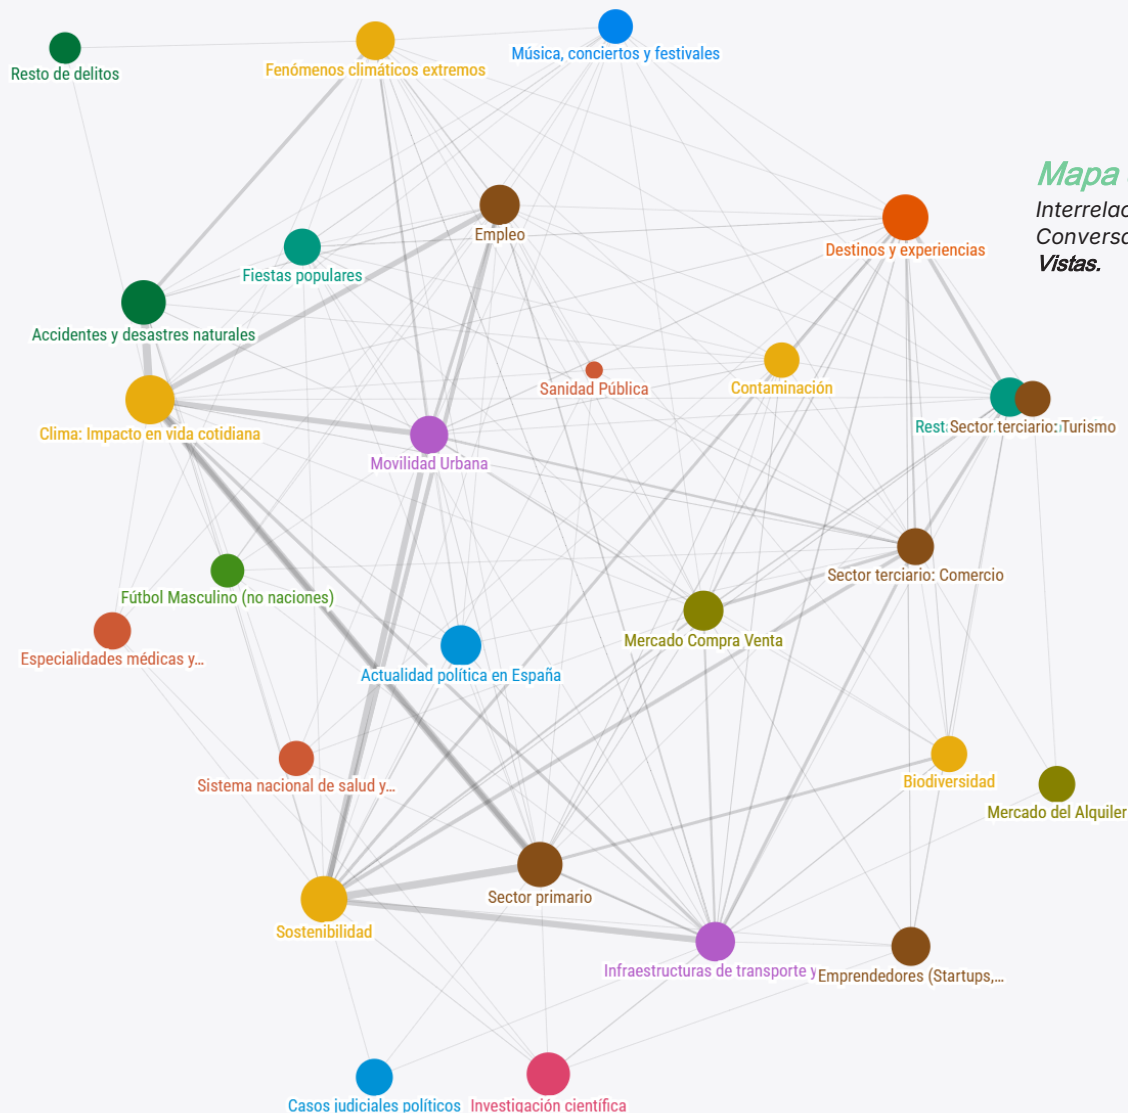 Resto de delitos
Fenómenos climáticos extremos
Música, conciertos y festivales
Mapa
Interrelac
Conversa
Vistas.
Empleo
Destinos y experiencias
Fiestas populares
Accidentes y desastres naturales
Sanidad Pública
Contaminación
Clima: Impacto en vida cotidiana
Rest
Sector terciario: Turismo
Movilidad Urbana
Sector terciario: Comercio
Fútbol Masculino (no naciones)
Mercado Compra Venta
Especialidades médicas y...
Actualidad política en España
Sistema nacional de salud y...
Biodiversidad
Mercado del Alquiler
Sector primario
Sostenibilidad
Infraestructuras de transporte y
Emprendedores (Startups,...
Casos judiciales políticos
Investigación científica